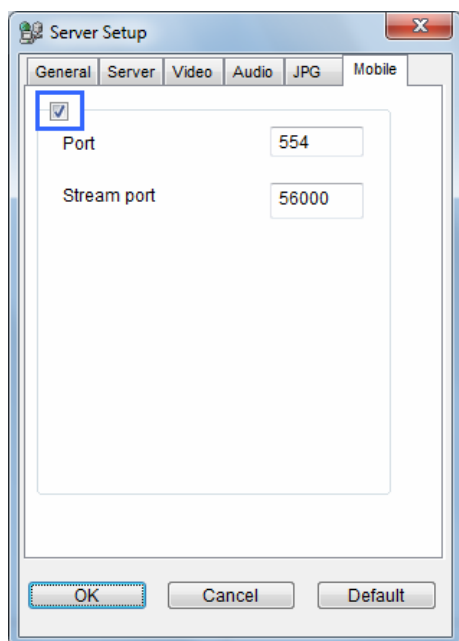 Server Setup
General Server Video Audio JPG Mobile
Port 554
Stream port 56000
OK Cancel Default